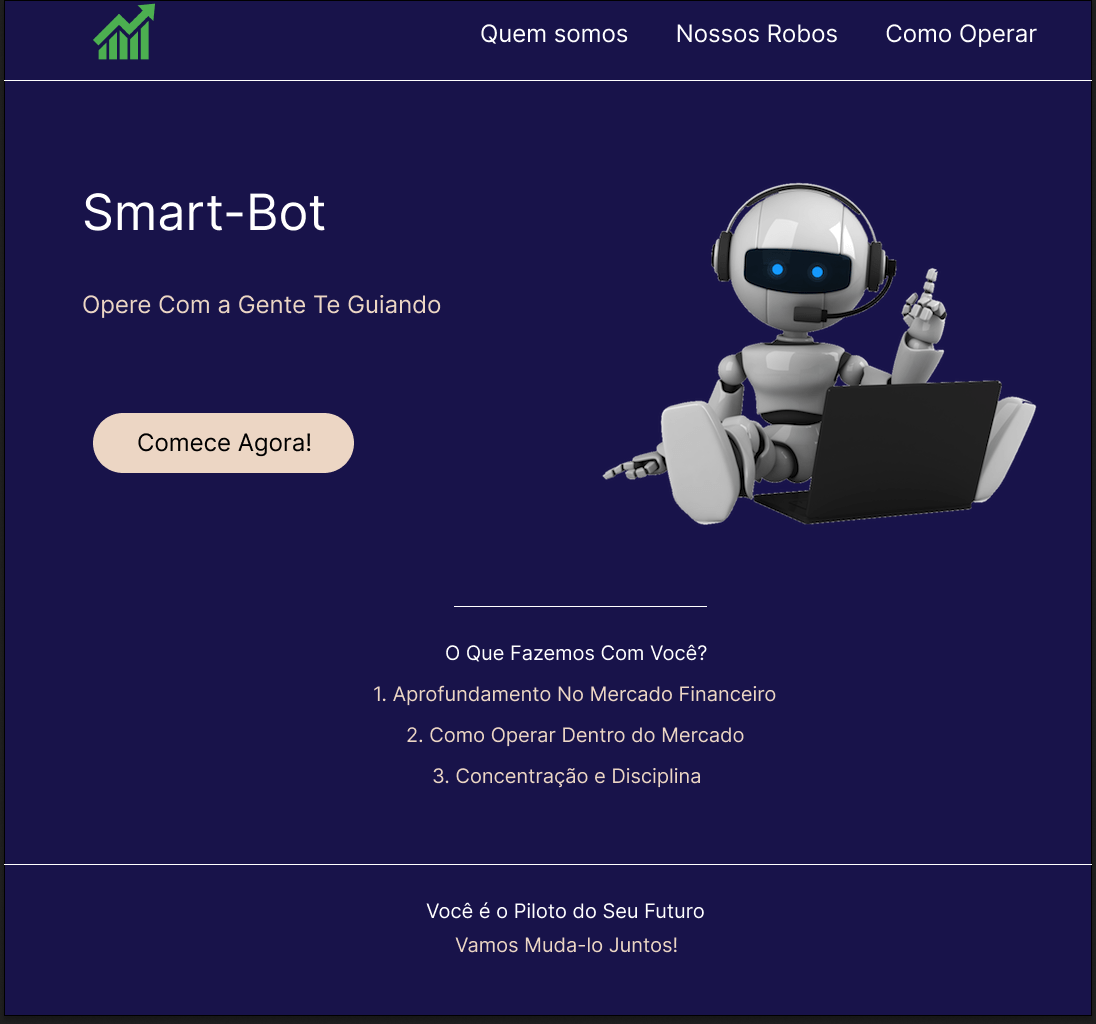 Quem somos Nossos Robos Como Operar
Smart-Bot
Opere Com a Gente Te Guiando
Comece Agora!
O Que Fazemos Com Você?
1. Aprofundamento No Mercado Financeiro
2. Como Operar Dentro do Mercado
3. Concentração e Disciplina
Você é o Piloto do Seu Futuro
Vamos Muda-lo Juntos!